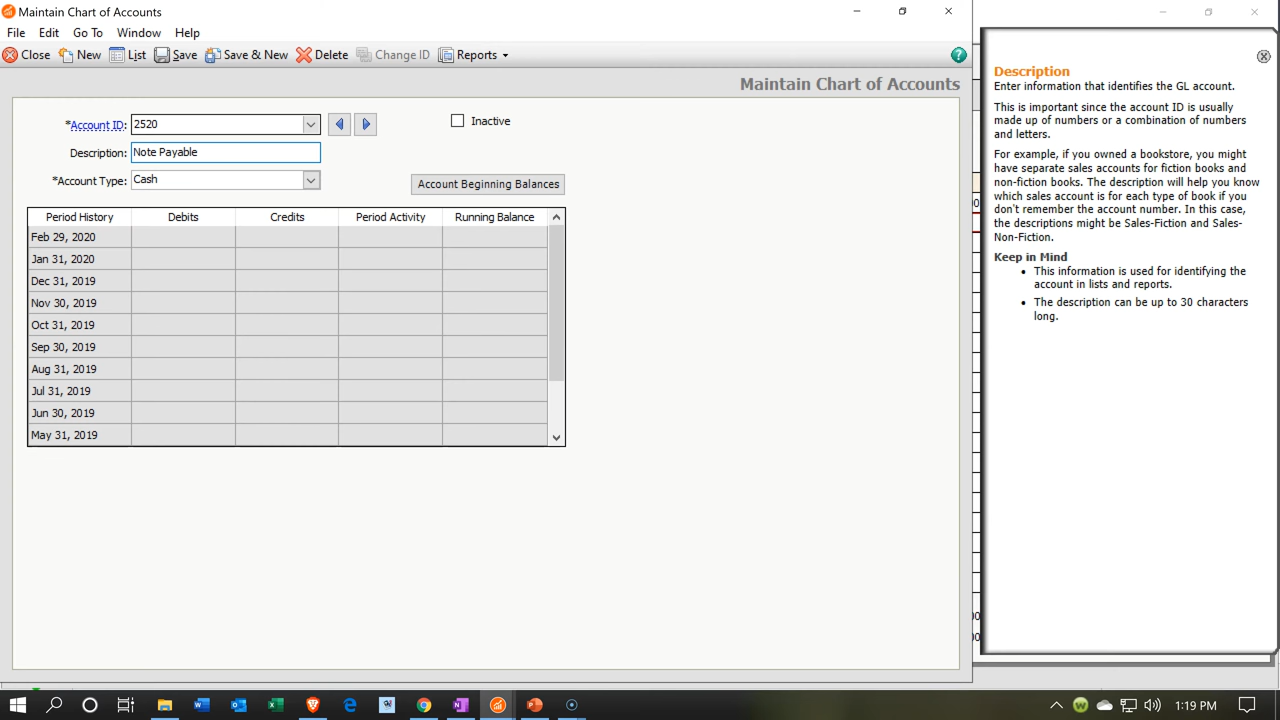 Maintain Chart of Accounts
File Edit Go To Window Help
Close New List Save Save & New Delete Change ID Reports
Maintain Chart of Accounts
*Account ID: 2520
Inactive
Description: Note Payable
*Account Type: Cash
Account Beginning Balances
Period History Debits Credits Period Activity Running Balance
Feb 29, 2020
Jan 31, 2020
Dec 31, 2019
Nov 30, 2019
Oct 31, 2019
Sep 30, 2019
Aug 31, 2019
Jul 31, 2019
Jun 30, 2019
May 31, 2019
Description
Enter information that identifies the GL account.
This is important since the account ID is usually
made up of numbers or a combination of numbers
and letters.
For example, if you owned a bookstore, you might
have separate sales accounts for fiction books and
non-fiction books. The description will help you know
which sales account is for each type of book if you
don't remember the account number. In this case,
the descriptions might be Sales-Fiction and Sales-
Non-Fiction.
Keep in Mind
• This information is used for identifying the
account in lists and reports.
• The description can be up to 30 characters
long.
1:19 PM